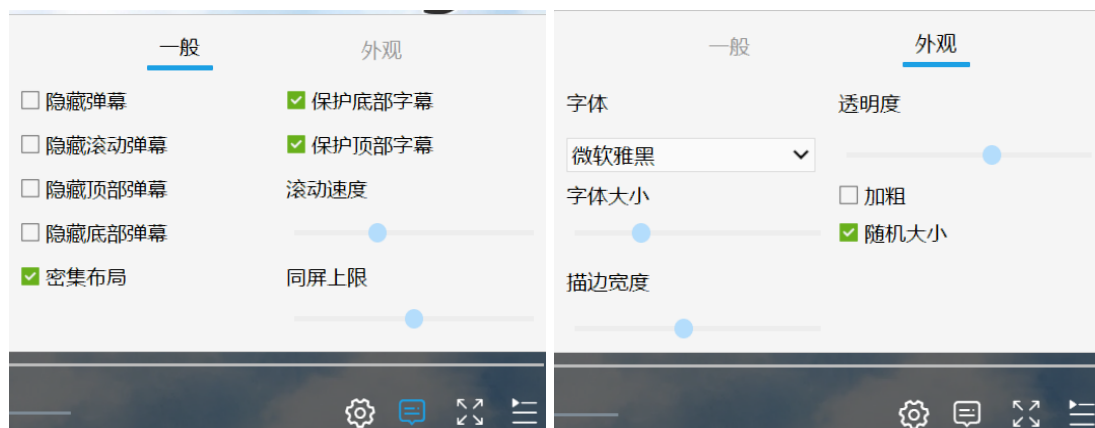 一般
外观
隐藏弹幕
保护底部字幕
隐藏滚动弹幕
保护顶部字幕
隐藏顶部弹幕
滚动速度
隐藏底部弹幕
密集布局
同屏上限
一般
外观
字体
透明度
微软雅黑
字体大小
加粗
随机大小
描边宽度